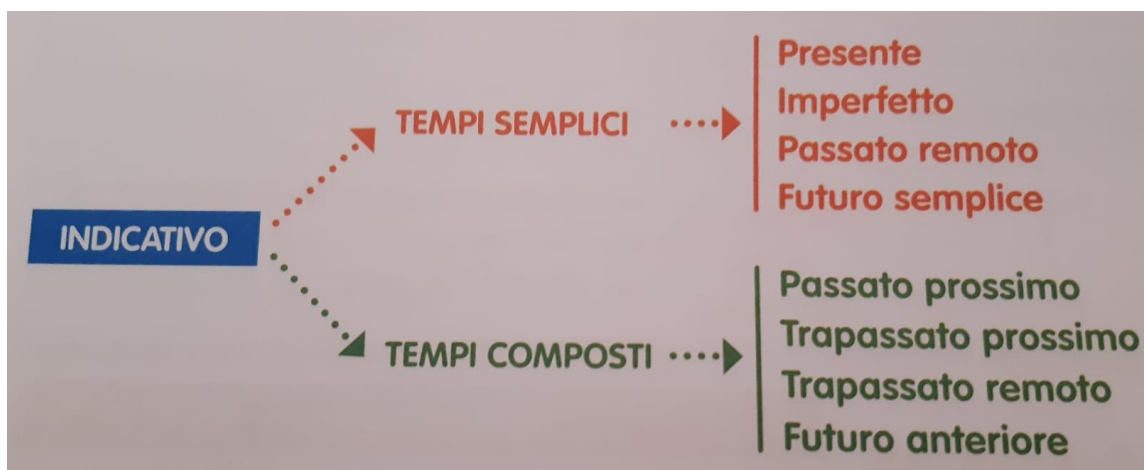 INDICATIVO
TEMPI SEMPLICI
Presente
Imperfetto
Passato remoto
Futuro semplice
TEMPI COMPOSTI
Passato prossimo
Trapassato prossimo
Trapassato remoto
Futuro anteriore